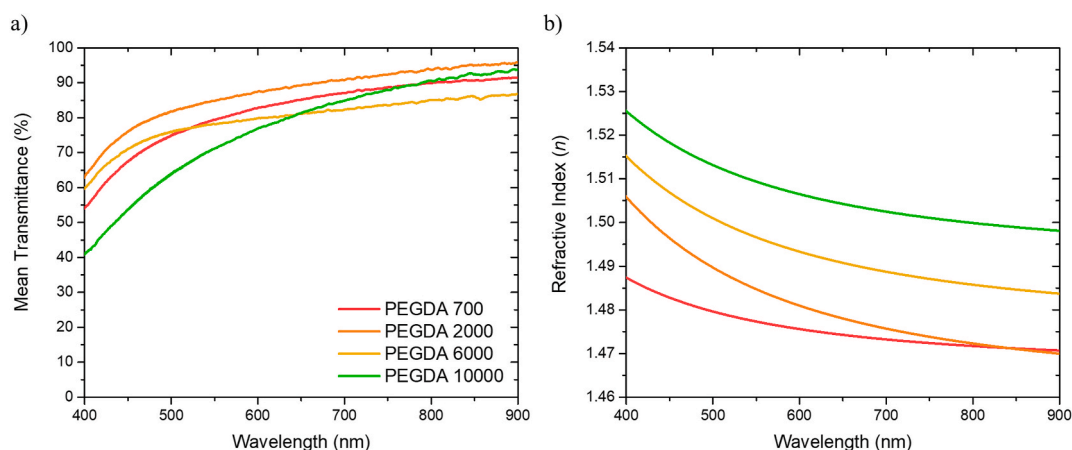 a)
100
90
80
70
60
50
40
30
20
10
0
Mean Transmittance (%)
PEGDA 700
PEGDA 2000
PEGDA 6000
PEGDA 10000
400 500 600 700 800 900
Wavelength (nm)
b)
1.54
1.53
1.52
1.51
1.50
1.49
1.48
1.47
1.46
Refractive Index (n)
400 500 600 700 800 900
Wavelength (nm)